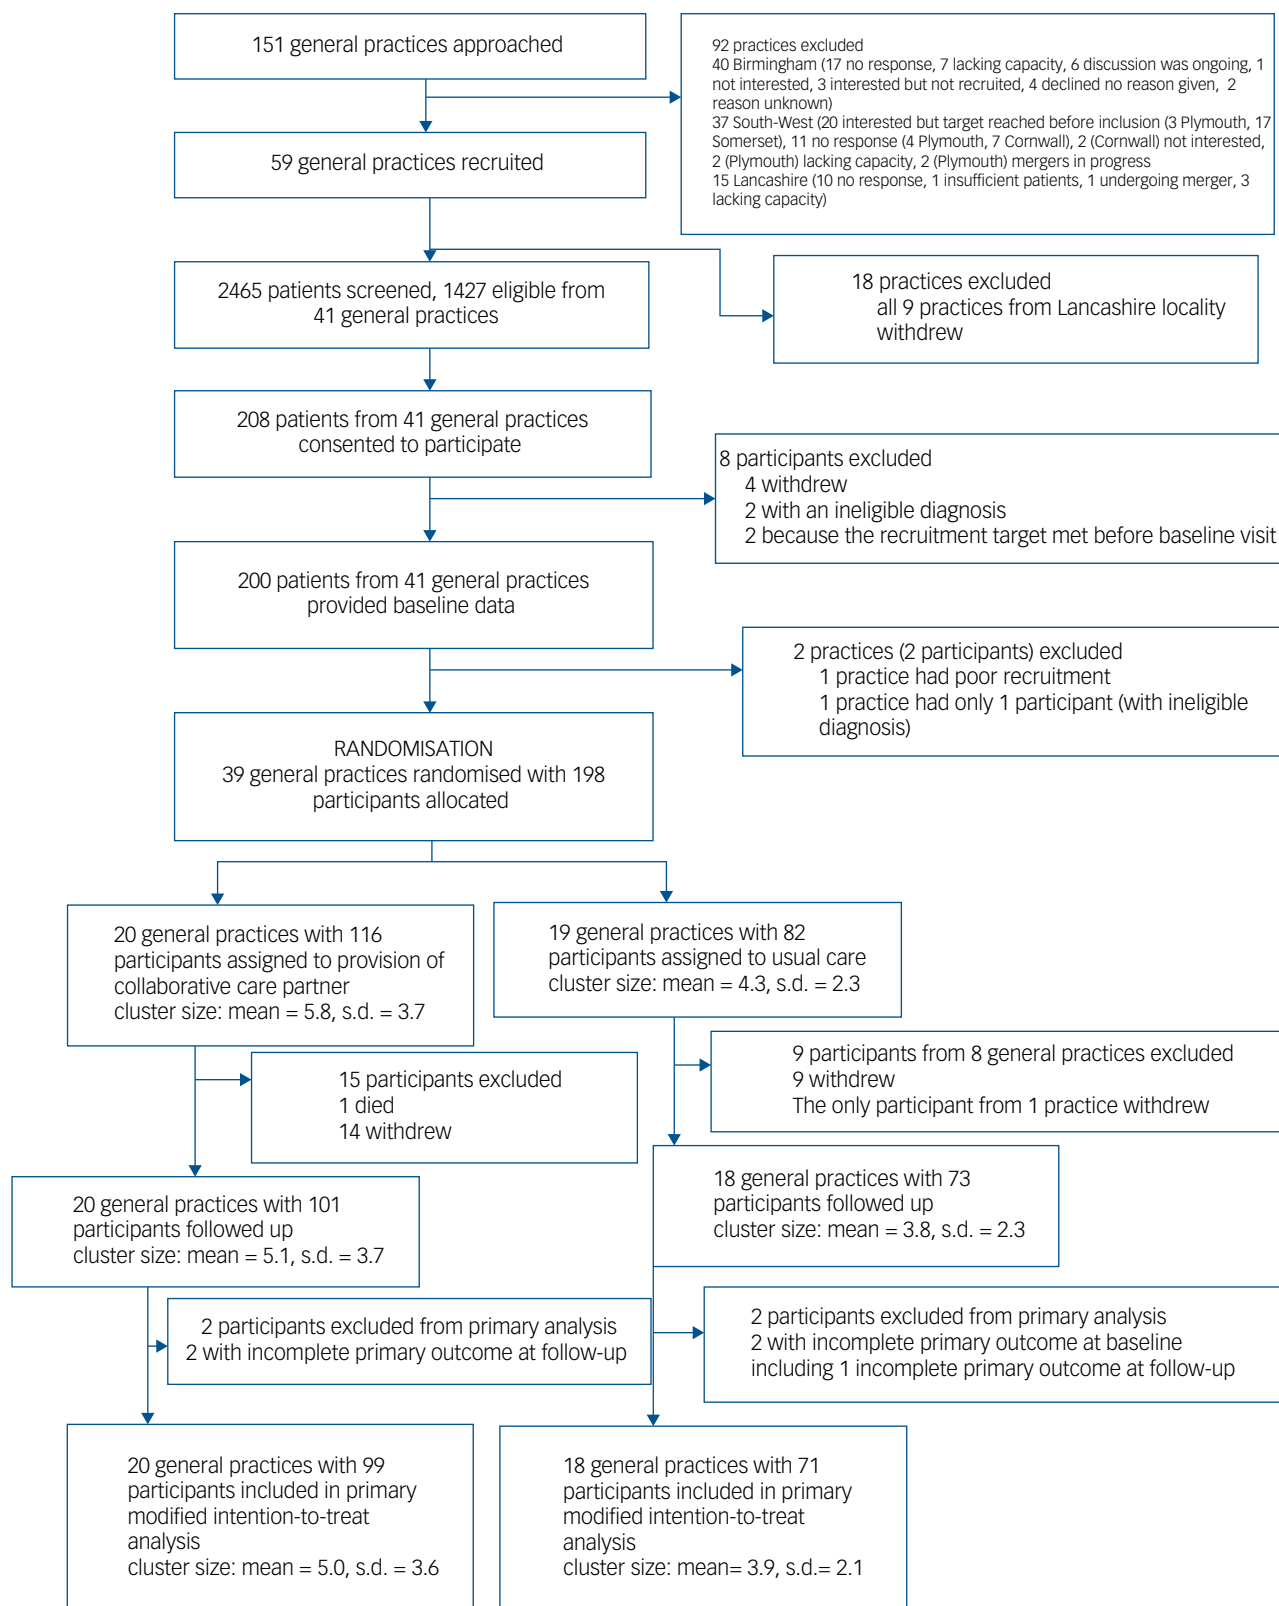 151 general practices approached
92 practices excluded
40 Birmingham (17 no response, 7 lacking capacity, 6 discussion was ongoing, 1
not interested, 3 interested but not recruited, 4 declined no reason given, 2
reason unknown)
37 South-West (20 interested but target reached before inclusion (3 Plymouth, 17
Somerset), 11 no response (4 Plymouth, 7 Cornwall), 2 (Cornwall) not interested,
2 (Plymouth) lacking capacity, 2 (Plymouth) mergers in progress
15 Lancashire (10 no response, 1 insufficient patients, 1 undergoing merger, 3
lacking capacity)
59 general practices recruited
18 practices excluded
all 9 practices from Lancashire locality
withdrew
2465 patients screened, 1427 eligible from
41 general practices
208 patients from 41 general practices
consented to participate
8 participants excluded
4 withdrew
2 with an ineligible diagnosis
2 because the recruitment target met before baseline visit
200 patients from 41 general practices
provided baseline data
2 practices (2 participants) excluded
1 practice had poor recruitment
1 practice had only 1 participant (with ineligible
diagnosis)
RANDOMISATION
39 general practices randomised with 198
participants allocated
20 general practices with 116
participants assigned to provision of
collaborative care partner
cluster size: mean = 5.8, s.d. = 3.7
19 general practices with 82
participants assigned to usual care
cluster size: mean = 4.3, s.d. = 2.3
15 participants excluded
1 died
14 withdrew
9 participants from 8 general practices excluded
9 withdrew
The only participant from 1 practice withdrew
20 general practices with 101
participants followed up
cluster size: mean = 5.1, s.d. = 3.7
18 general practices with 73
participants followed up
cluster size: mean = 3.8, s.d. = 2.3
2 participants excluded from primary analysis
2 with incomplete primary outcome at follow-up
2 participants excluded from primary analysis
2 with incomplete primary outcome at baseline
including 1 incomplete primary outcome at follow-up
20 general practices with 99
participants included in primary
modified intention-to-treat
analysis
cluster size: mean = 5.0, s.d. = 3.6
18 general practices with 71
participants included in primary
modified intention-to-treat
analysis
cluster size: mean= 3.9, s.d.= 2.1